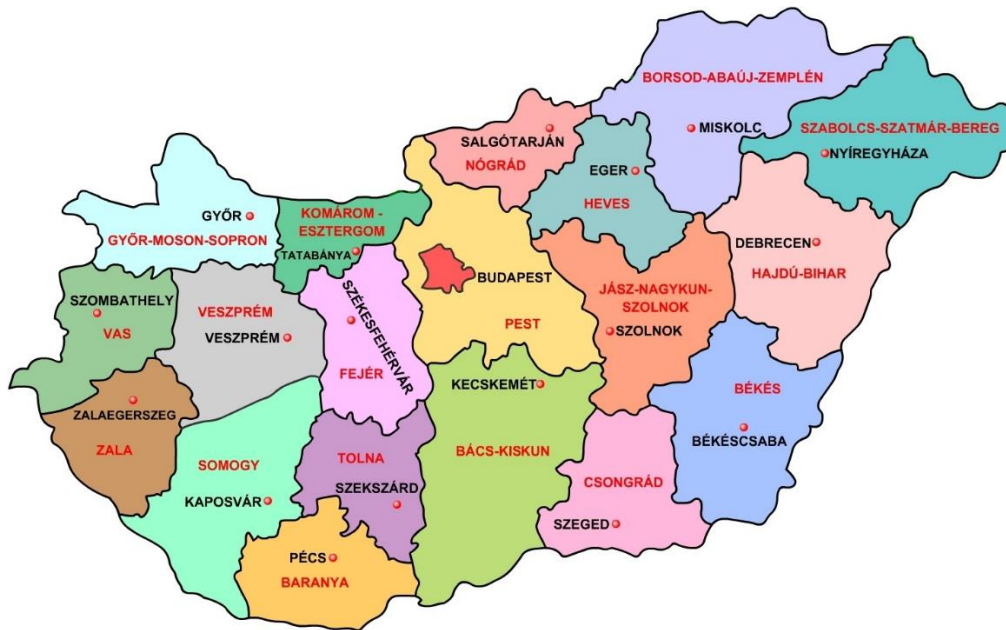 BORSOD-ABAÚJ-ZEMPLÉN
MISKOLC
SZABOLCS-SZATMÁR-BEREG
NYÍREGYHÁZA
SALGÓTARJÁN
NÓGRÁD
EGER
HEVES
GYŐR
GYŐR-MOSON-SOPRON
KOMÁROM -
ESZTERGOM
TATABÁNYA
BUDAPEST
PEST
JÁSZ-NAGYKUN-
SZOLNOK
SZOLNOK
DEBRECEN
HAJDÚ-BIHAR
SZOMBATHELY
VAS
VESZPRÉM
VESZPRÉM
SZÉKESFEHÉRVÁR
FEJÉR
KECSKEMÉT
BÁCS-KISKUN
BÉKÉS
BÉKÉSCSABA
ZALAEGERSZEG
ZALA
SOMOGY
KAPOSVÁR
TOLNA
SZEKSZÁRD
CSONGRÁD
SZEGED
PÉCS
BARANYA